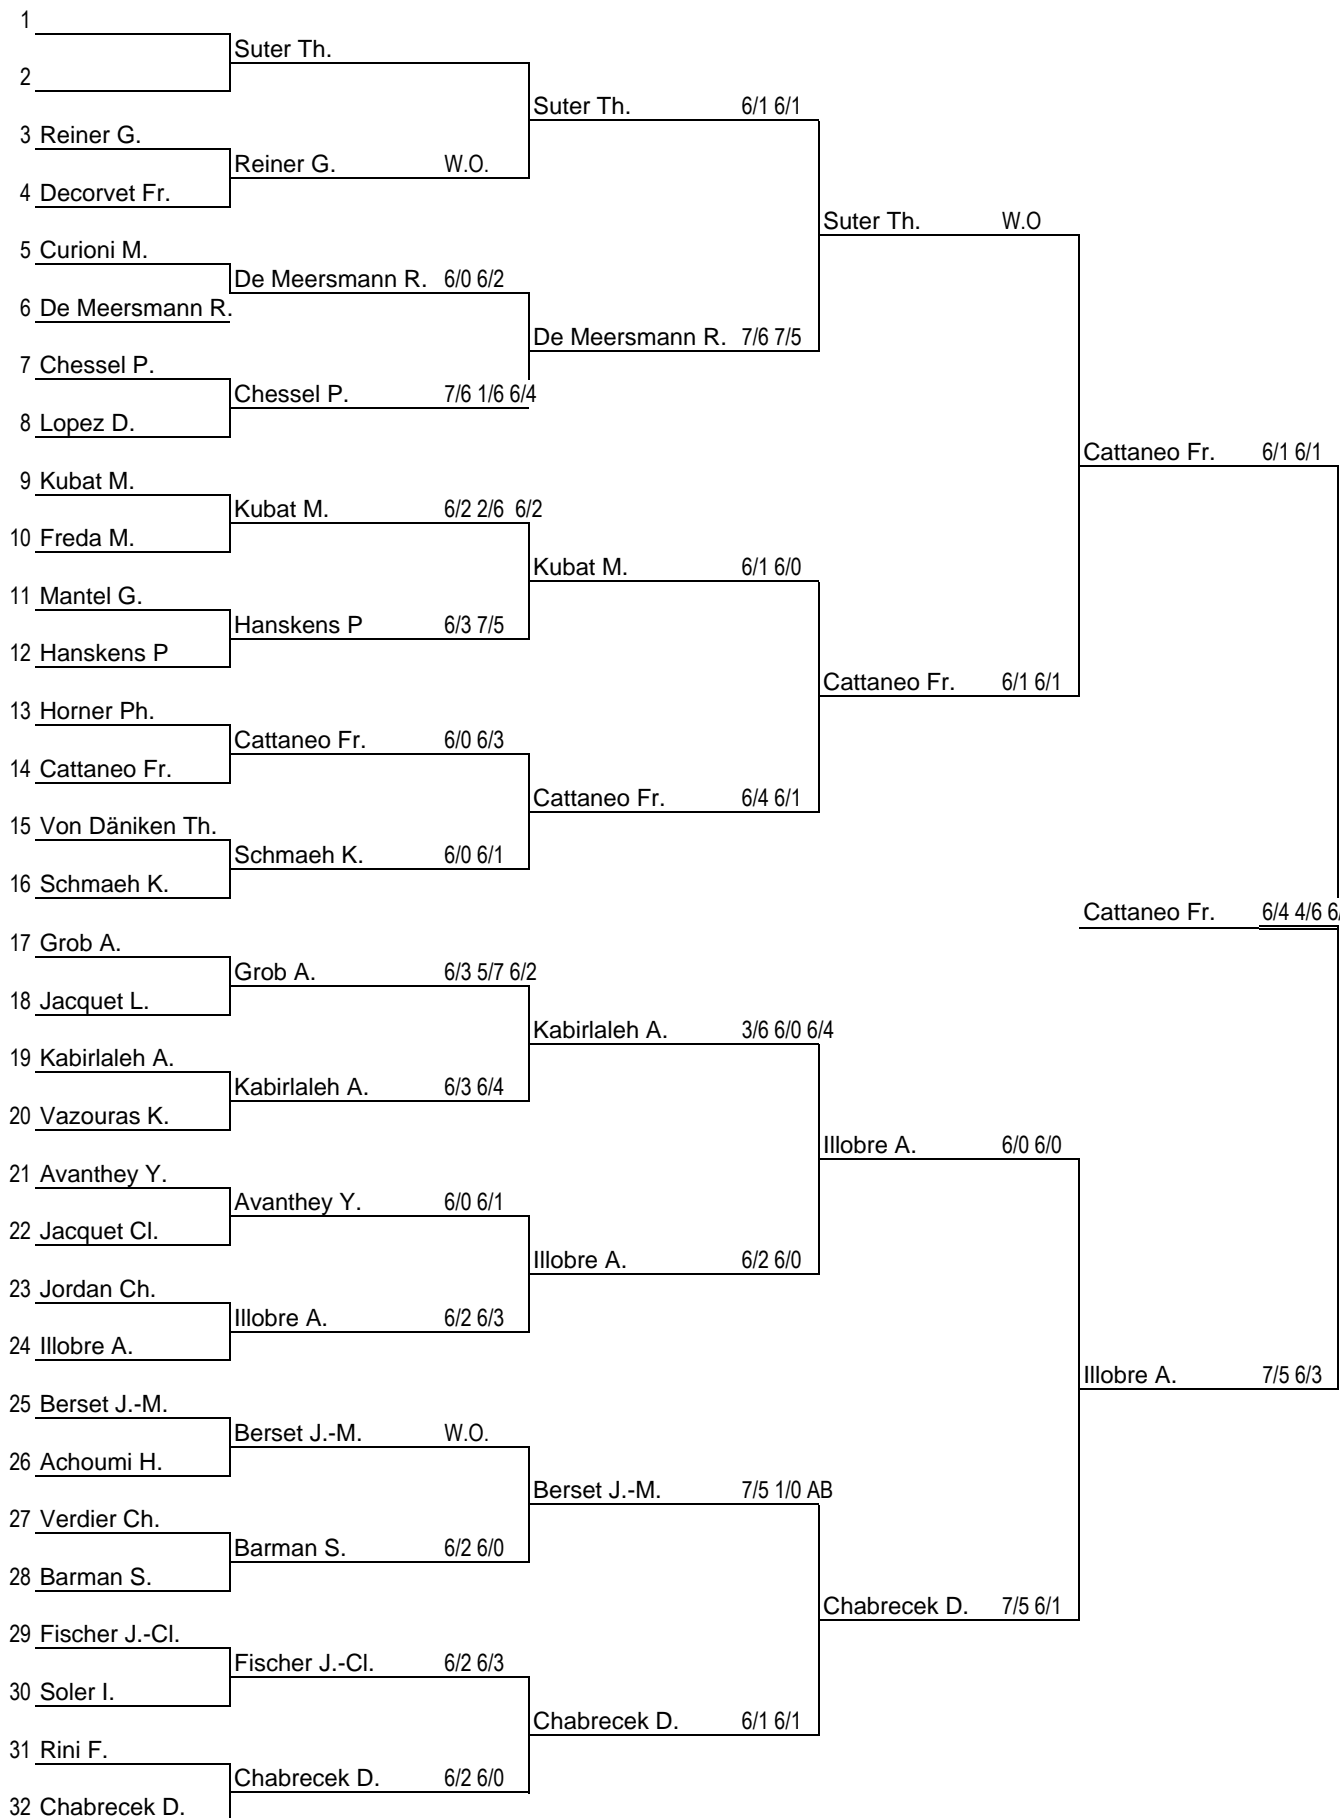 1
Suter Th.
2
Suter Th. 6/1 6/1
3 Reiner G.
Reiner G. W.O.
4 Decorvet Fr.
Suter Th. W.O
5 Curioni M.
De Meersmann R. 6/0 6/2
6 De Meersmann R.
De Meersmann R. 7/6 7/5
7 Chessel P.
Chessel P. 7/6 1/6 6/4
8 Lopez D.
Cattaneo Fr. 6/1 6/1
9 Kubat M.
Kubat M. 6/2 2/6 6/2
10 Freda M.
Kubat M. 6/1 6/0
11 Mantel G.
Hanskens P 6/3 7/5
12 Hanskens P
Cattaneo Fr. 6/1 6/1
13 Horner Ph.
Cattaneo Fr. 6/0 6/3
14 Cattaneo Fr.
Cattaneo Fr. 6/4 6/1
15 Von Däniken Th.
Schmaeh K. 6/0 6/1
16 Schmaeh K.
Cattaneo Fr. 6/4 4/6 6/
17 Grob A.
Grob A. 6/3 5/7 6/2
18 Jacquet L.
Kabirlaleh A. 3/6 6/0 6/4
19 Kabirlaleh A.
Kabirlaleh A. 6/3 6/4
20 Vazouras K.
Illobre A. 6/0 6/0
21 Avanthey Y.
Avanthey Y. 6/0 6/1
22 Jacquet Cl.
Illobre A. 6/2 6/0
23 Jordan Ch.
Illobre A. 6/2 6/3
24 Illobre A.
Illobre A. 7/5 6/3
25 Berset J.-M.
Berset J.-M. W.O.
26 Achoumi H.
Berset J.-M. 7/5 1/0 AB
27 Verdier Ch.
Barman S. 6/2 6/0
28 Barman S.
Chabrecek D. 7/5 6/1
29 Fischer J.-Cl.
Fischer J.-Cl. 6/2 6/3
30 Soler I.
Chabrecek D. 6/1 6/1
31 Rini F.
Chabrecek D. 6/2 6/0
32 Chabrecek D.